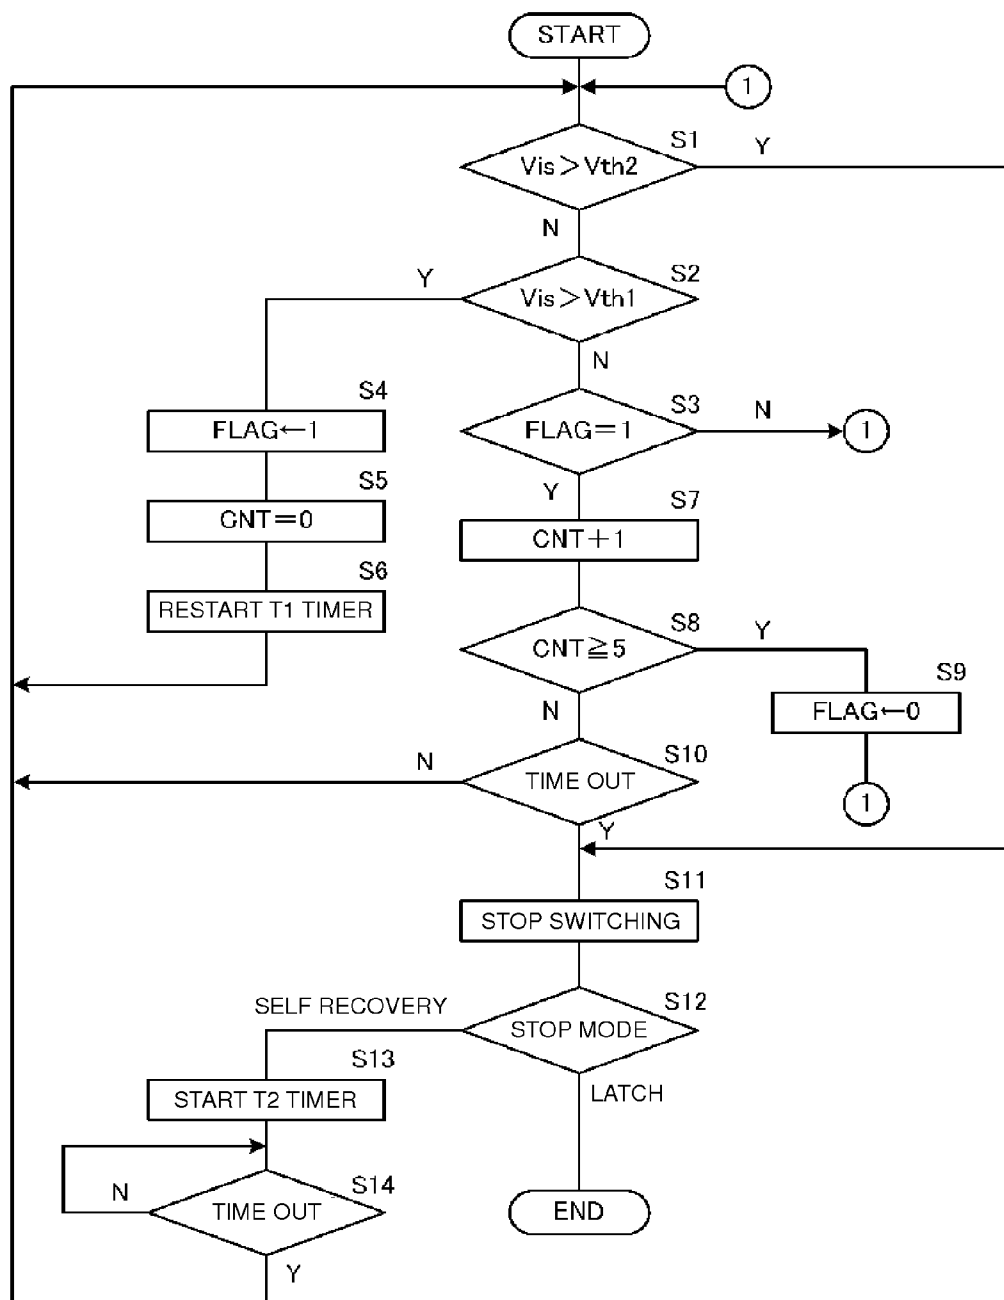 START
1
S1
Vis＞Vth2
Y
N
S2
Y
Vis＞Vth1
N
S4
FLAG←1
S3
FLAG＝1
N
1
Y
S5
CNT＝0
S7
CNT＋1
S6
RESTART T1 TIMER
S8
CNT≧5
Y
N
S9
FLAG←0
S10
N
TIME OUT
1
Y
S11
STOP SWITCHING
S12
SELF RECOVERY
STOP MODE
LATCH
S13
START T2 TIMER
S14
N
TIME OUT
Y
END